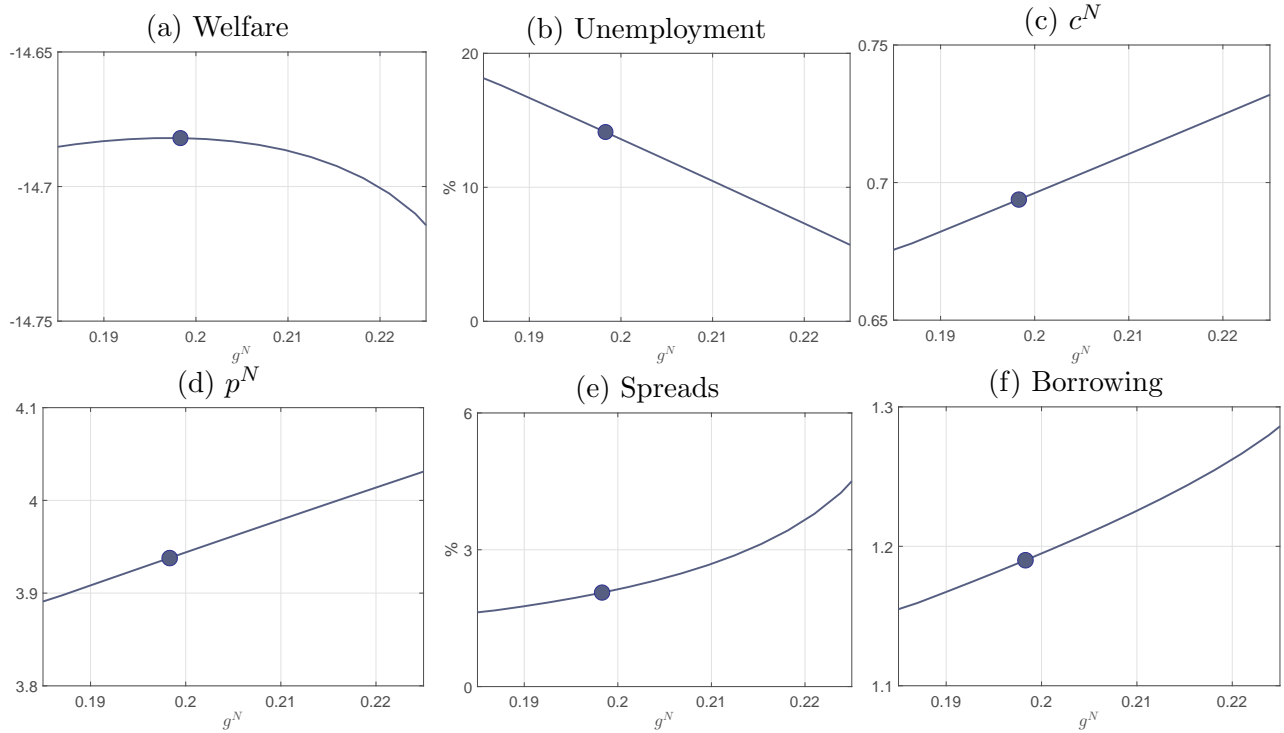 (a) Welfare
-14.65
-14.7
-14.75
0.19 0.2 0.21 0.22
g^N
(b) Unemployment
20
10
0
%
0.19 0.2 0.21 0.22
g^N
(c) c^N
0.75
0.7
0.65
0.19 0.2 0.21 0.22
g^N
(d) p^N
4.1
4
3.9
3.8
0.19 0.2 0.21 0.22
g^N
(e) Spreads
6
3
0
%
0.19 0.2 0.21 0.22
g^N
(f) Borrowing
1.3
1.2
1.1
0.19 0.2 0.21 0.22
g^N